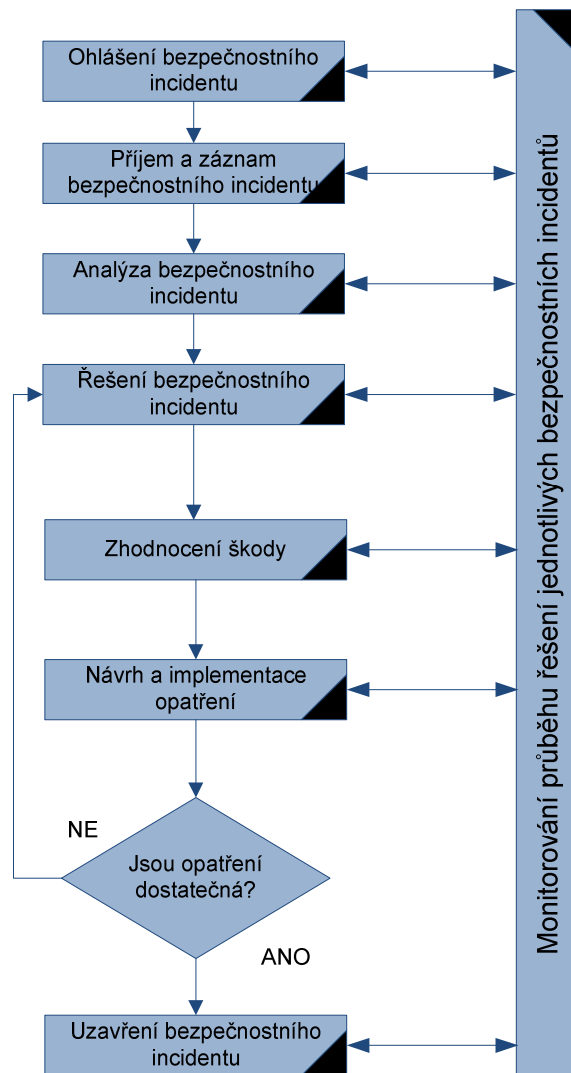 Ohlášení bezpečnostního
incidentu
Příjem a záznam
bezpečnostního incidentu
Analýza bezpečnostního
incidentu
Řešení bezpečnostního
incidentu
Zhodnocení škody
Návrh a implementace
opatření
NE
Jsou opatření
dostatečná?
ANO
Uzavření bezpečnostního
incidentu
Monitorování průběhu řešení jednotlivých bezpečnostních incidentů